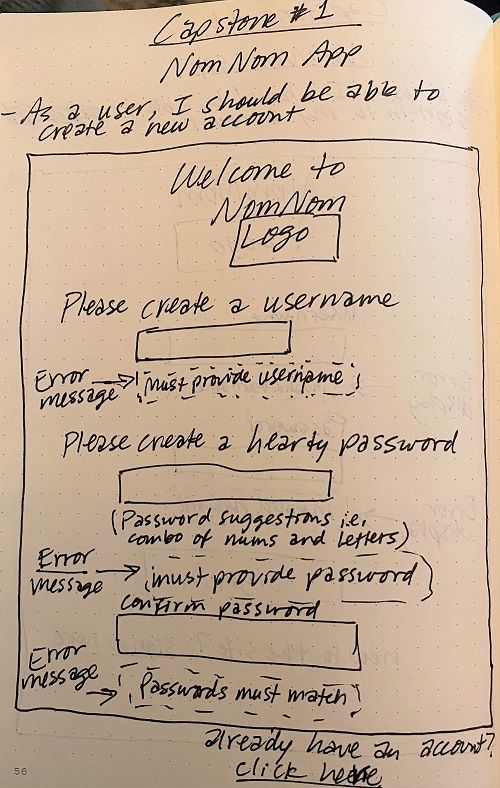 Capstone #1
NomNom App
- As a user, I should be able to
create a new account
Welcome to
NomNom
Logo
Please create a username
Error
message
must provide username
Please create a hearty password
(Password suggestions i.e,
combo of nums and letters)
Error
message
must provide password
confirm password
Error
message
Passwords must match
already have an account?
click here
56